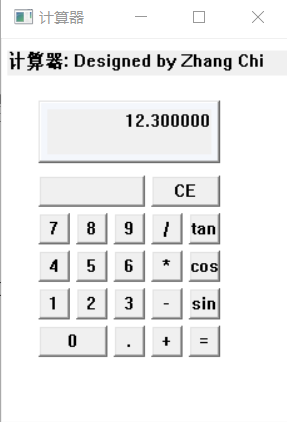 计算器
计算器: Designed by Zhang Chi
12.300000
CE
7 8 9 / tan
4 5 6 * cos
1 2 3 - sin
0 . + =